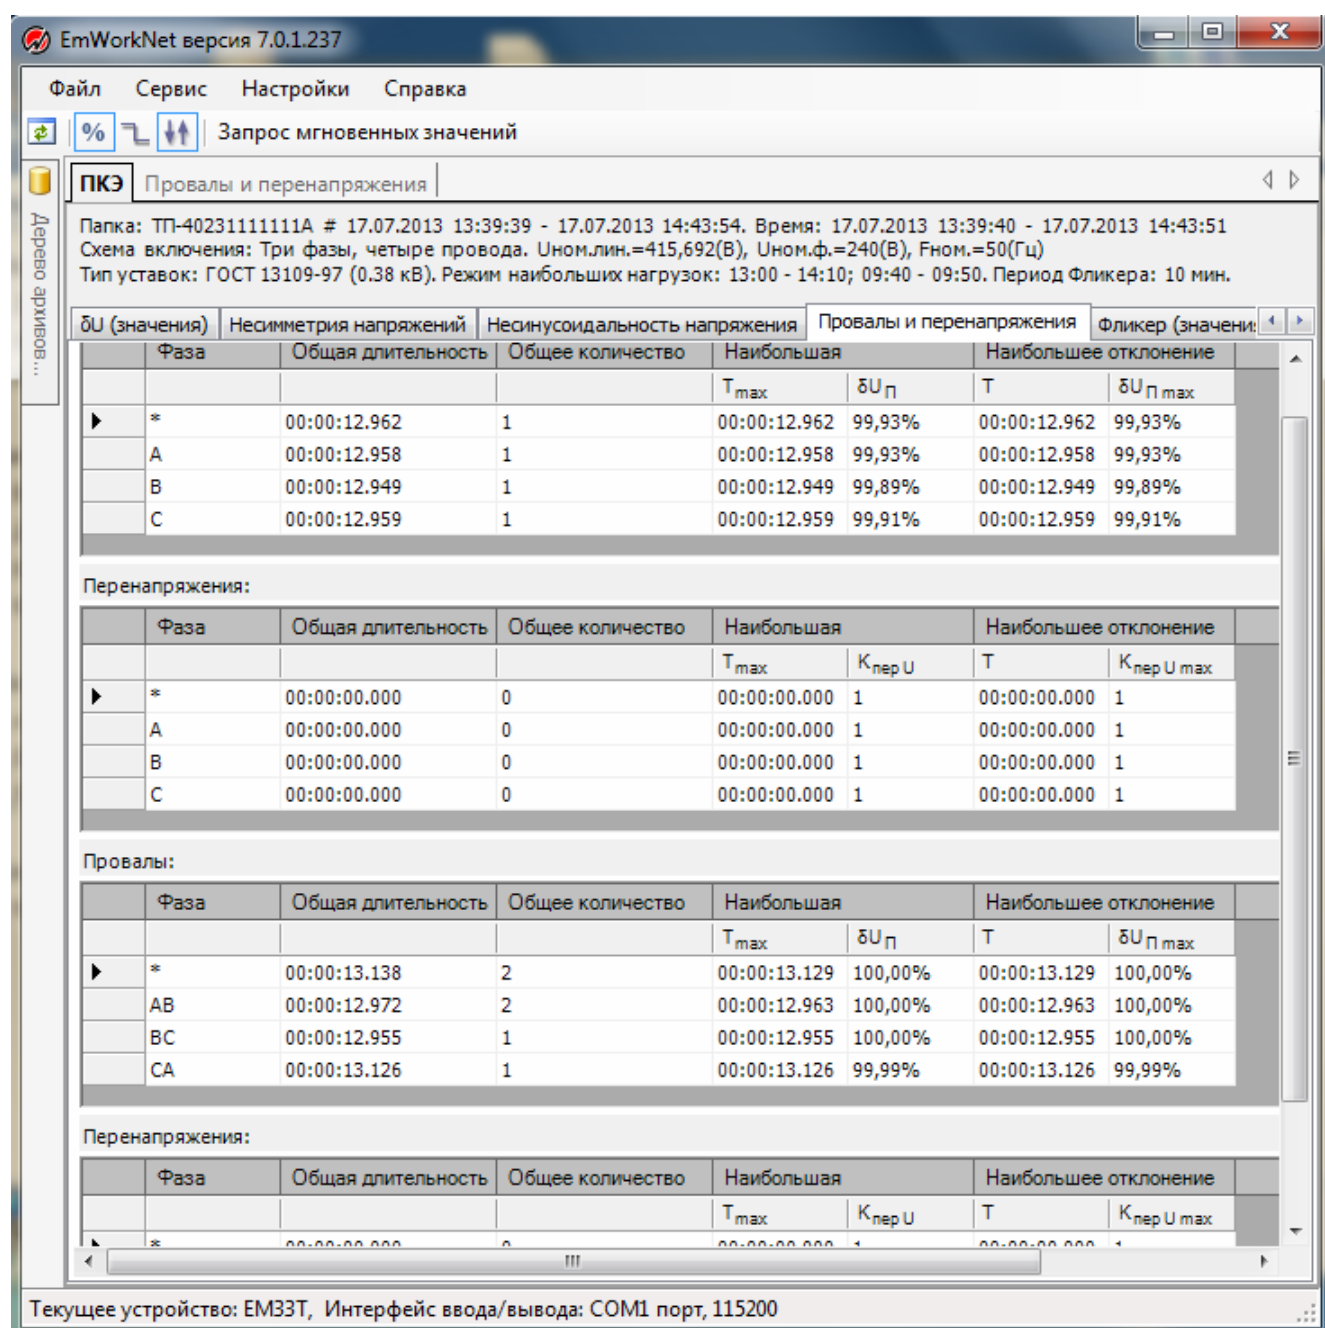 EmWorkNet версия 7.0.1.237
Файл Сервис Настройки Справка
% Запрос мгновенных значений
Дерево архивов...
ПКЭ Провалы и перенапряжения
Папка: ТП-40231111111А # 17.07.2013 13:39:39 - 17.07.2013 14:43:54. Время: 17.07.2013 13:39:40 - 17.07.2013 14:43:51
Схема включения: Три фазы, четыре провода. Uном.лин.=415,692(В), Uном.ф.=240(В), Fном.=50(Гц)
Тип уставок: ГОСТ 13109-97 (0.38 кВ). Режим наибольших нагрузок: 13:00 - 14:10; 09:40 - 09:50. Период Фликера: 10 мин.
δU (значения) Несимметрия напряжений Несинусоидальность напряжения Провалы и перенапряжения Фликер (значени
Фаза Общая длительность Общее количество Наибольшая Наибольшее отклонение
Tmax δUП T δUП max
* 00:00:12.962 1 00:00:12.962 99,93% 00:00:12.962 99,93%
A 00:00:12.958 1 00:00:12.958 99,93% 00:00:12.958 99,93%
B 00:00:12.949 1 00:00:12.949 99,89% 00:00:12.949 99,89%
C 00:00:12.959 1 00:00:12.959 99,91% 00:00:12.959 99,91%
Перенапряжения:
Фаза Общая длительность Общее количество Наибольшая Наибольшее отклонение
Tmax Kпер U T Kпер U max
* 00:00:00.000 0 00:00:00.000 1 00:00:00.000 1
A 00:00:00.000 0 00:00:00.000 1 00:00:00.000 1
B 00:00:00.000 0 00:00:00.000 1 00:00:00.000 1
C 00:00:00.000 0 00:00:00.000 1 00:00:00.000 1
Провалы:
Фаза Общая длительность Общее количество Наибольшая Наибольшее отклонение
Tmax δUП T δUП max
* 00:00:13.138 2 00:00:13.129 100,00% 00:00:13.129 100,00%
AB 00:00:12.972 2 00:00:12.963 100,00% 00:00:12.963 100,00%
BC 00:00:12.955 1 00:00:12.955 100,00% 00:00:12.955 100,00%
CA 00:00:13.126 1 00:00:13.126 99,99% 00:00:13.126 99,99%
Перенапряжения:
Фаза Общая длительность Общее количество Наибольшая Наибольшее отклонение
Tmax Kпер U T Kпер U max
* 00:00:00.000 0 00:00:00.000 1 00:00:00.000 1
Текущее устройство: EM33T, Интерфейс ввода/вывода: COM1 порт, 115200